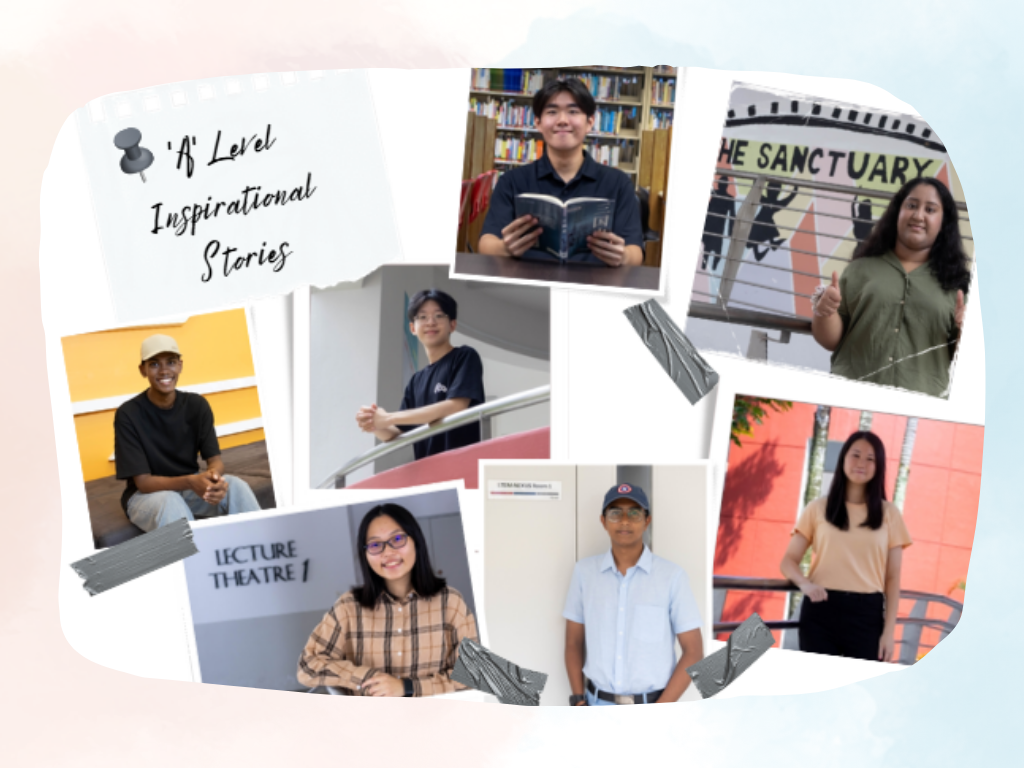 'A' Level
Inspirational
Stories
HE SANCTUARY
LECTURE
THEATRE 1